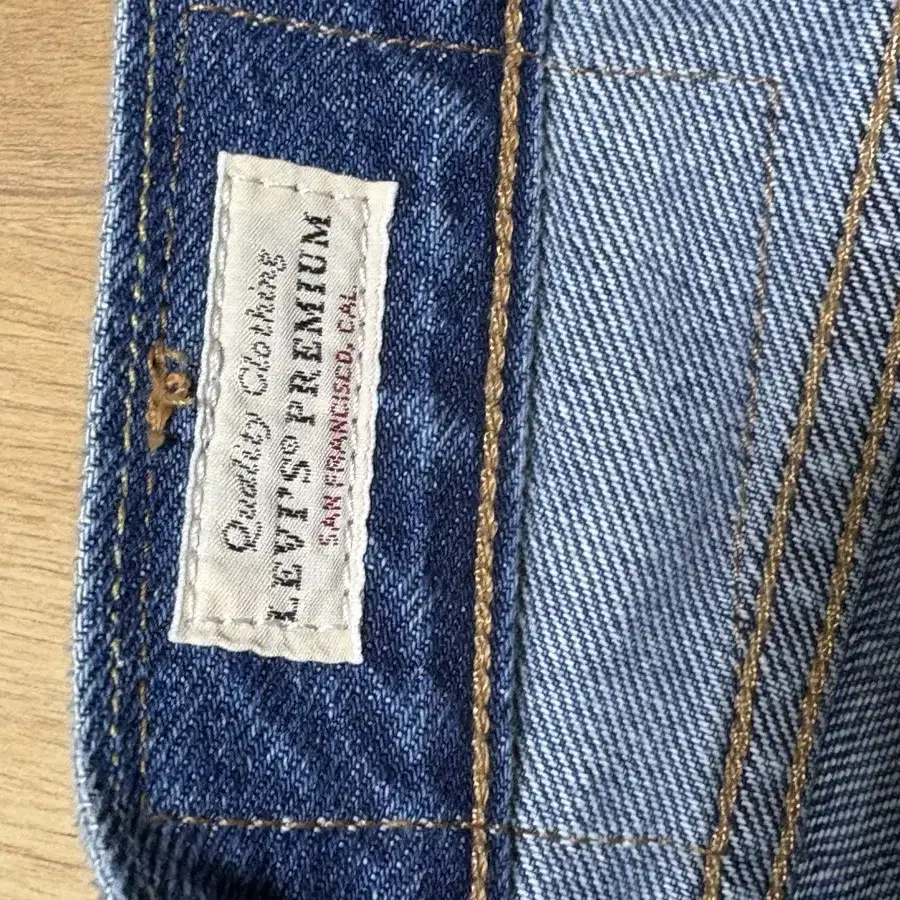 Quality Clothing
LEVI'S® PREMIUM
SAN FRANCISCO, CAL.